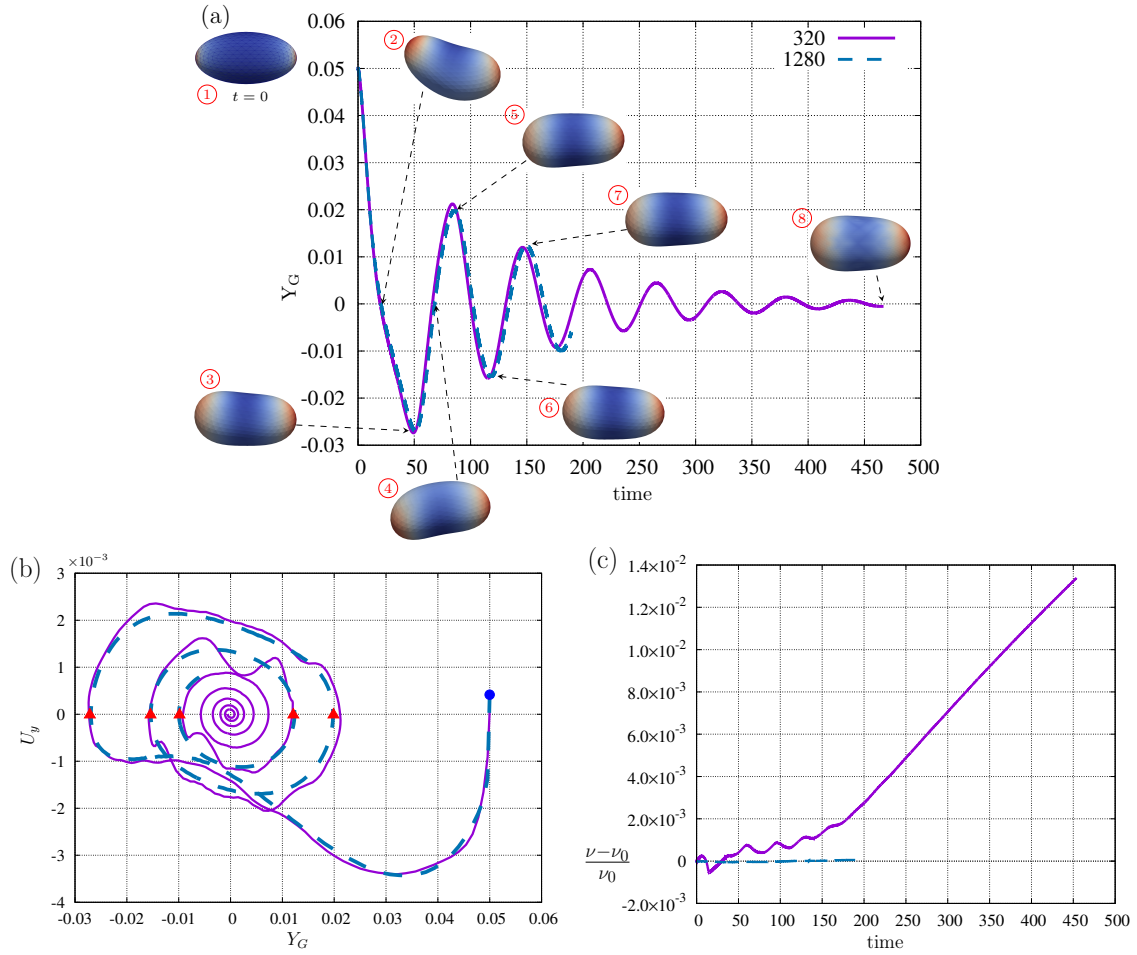 (a)
0.06
0.05
0.04
0.03
0.02
0.01
0
-0.01
-0.02
-0.03
Y_G
0 50 100 150 200 250 300 350 400 450 500
time
320
1280
① t = 0
②
③
④
⑤
⑥
⑦
⑧
(b)
×10⁻³
3
2
1
0
-1
-2
-3
-4
U_y
-0.03 -0.02 -0.01 0 0.01 0.02 0.03 0.04 0.05 0.06
Y_G
(c)
1.4×10⁻²
1.2×10⁻²
1.0×10⁻²
8.0×10⁻³
6.0×10⁻³
4.0×10⁻³
2.0×10⁻³
0
-2.0×10⁻³
ν−ν₀
ν₀
0 50 100 150 200 250 300 350 400 450 500
time